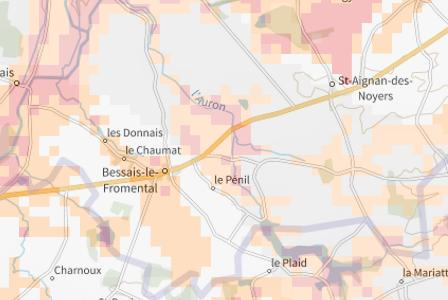 ais
l'Auron
St-Aignan-des-
Noyers
les Donnais
le Chaumat
Bessais-le-
Fromental
le Pénil
Charnoux
le Plaid
la Mariatt